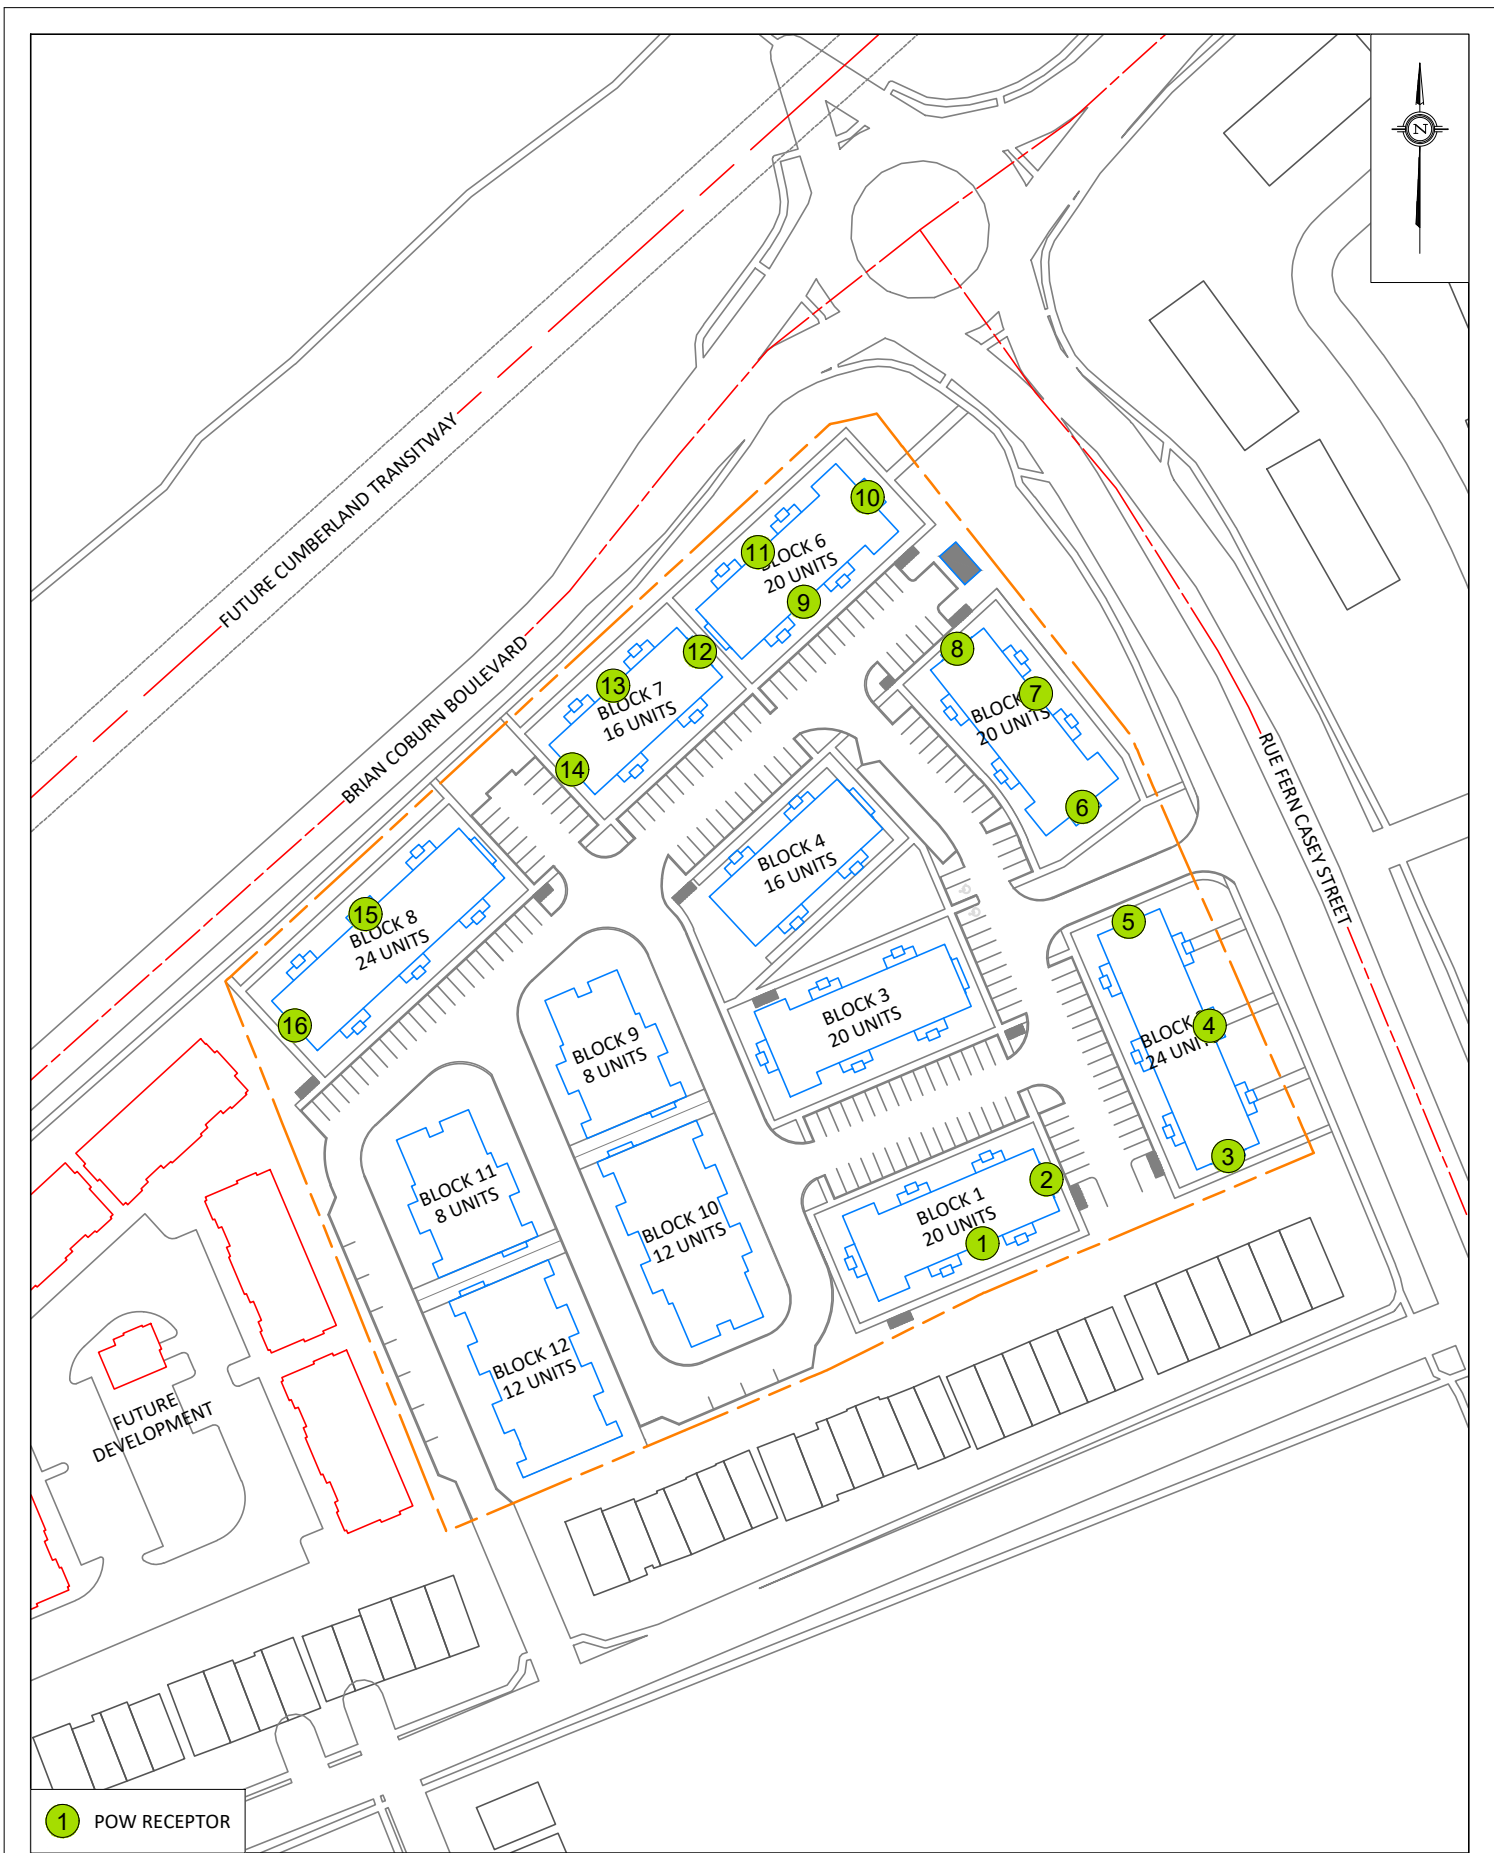 N
FUTURE CUMBERLAND TRANSITWAY
BRIAN COBURN BOULEVARD
RUE FERN CASEY STREET
10
11
BLOCK 6
20 UNITS
9
12
13
BLOCK 7
16 UNITS
14
8
7
BLOCK
20 UNITS
6
BLOCK 4
16 UNITS
15
BLOCK 8
24 UNITS
16
5
4
BLOCK
24 UNITS
3
BLOCK 3
20 UNITS
BLOCK 9
8 UNITS
BLOCK 11
8 UNITS
BLOCK 10
12 UNITS
BLOCK 1
20 UNITS
2
1
BLOCK 12
12 UNITS
FUTURE
DEVELOPMENT
1 POW RECEPTOR